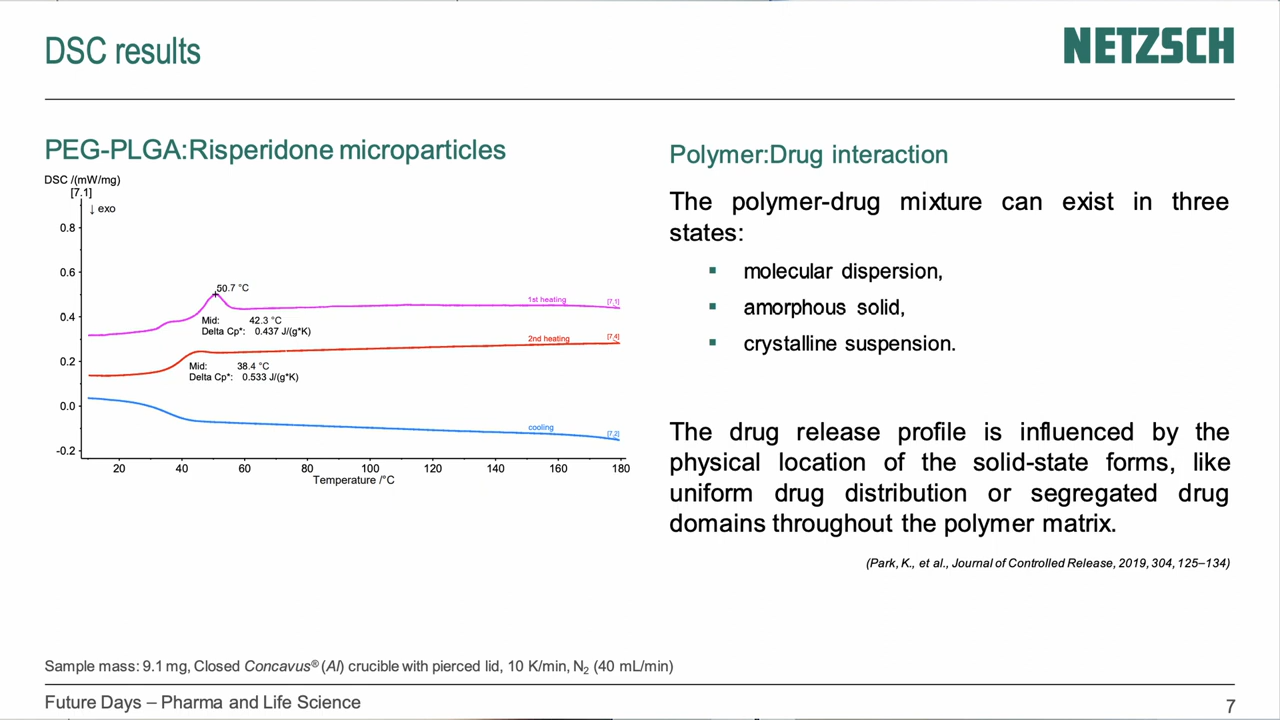 DSC results
NETZSCH
PEG-PLGA:Risperidone microparticles
DSC /(mW/mg)
[7.1]
↓ exo
0.8
0.6
0.4
0.2
0.0
-0.2
50.7 °C
1st heating
[7.1]
Mid: 42.3 °C
Delta Cp*: 0.437 J/(g*K)
2nd heating
[7.4]
Mid: 38.4 °C
Delta Cp*: 0.533 J/(g*K)
cooling
[7.2]
20 40 60 80 100 120 140 160 180
Temperature /°C
Polymer:Drug interaction
The polymer-drug mixture can exist in three
states:
▪ molecular dispersion,
▪ amorphous solid,
▪ crystalline suspension.
The drug release profile is influenced by the
physical location of the solid-state forms, like
uniform drug distribution or segregated drug
domains throughout the polymer matrix.
(Park, K., et al., Journal of Controlled Release, 2019, 304, 125–134)
Sample mass: 9.1 mg, Closed Concavus® (Al) crucible with pierced lid, 10 K/min, N₂ (40 mL/min)
Future Days – Pharma and Life Science
7